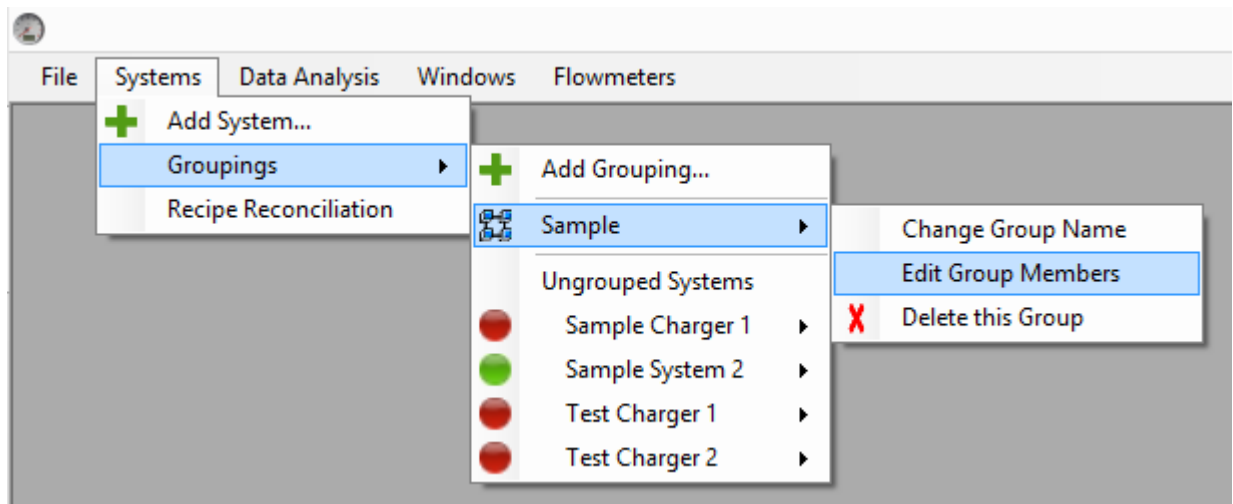 File Systems Data Analysis Windows Flowmeters
Add System...
Groupings
Recipe Reconciliation
Add Grouping...
Sample
Ungrouped Systems
Sample Charger 1
Sample System 2
Test Charger 1
Test Charger 2
Change Group Name
Edit Group Members
Delete this Group